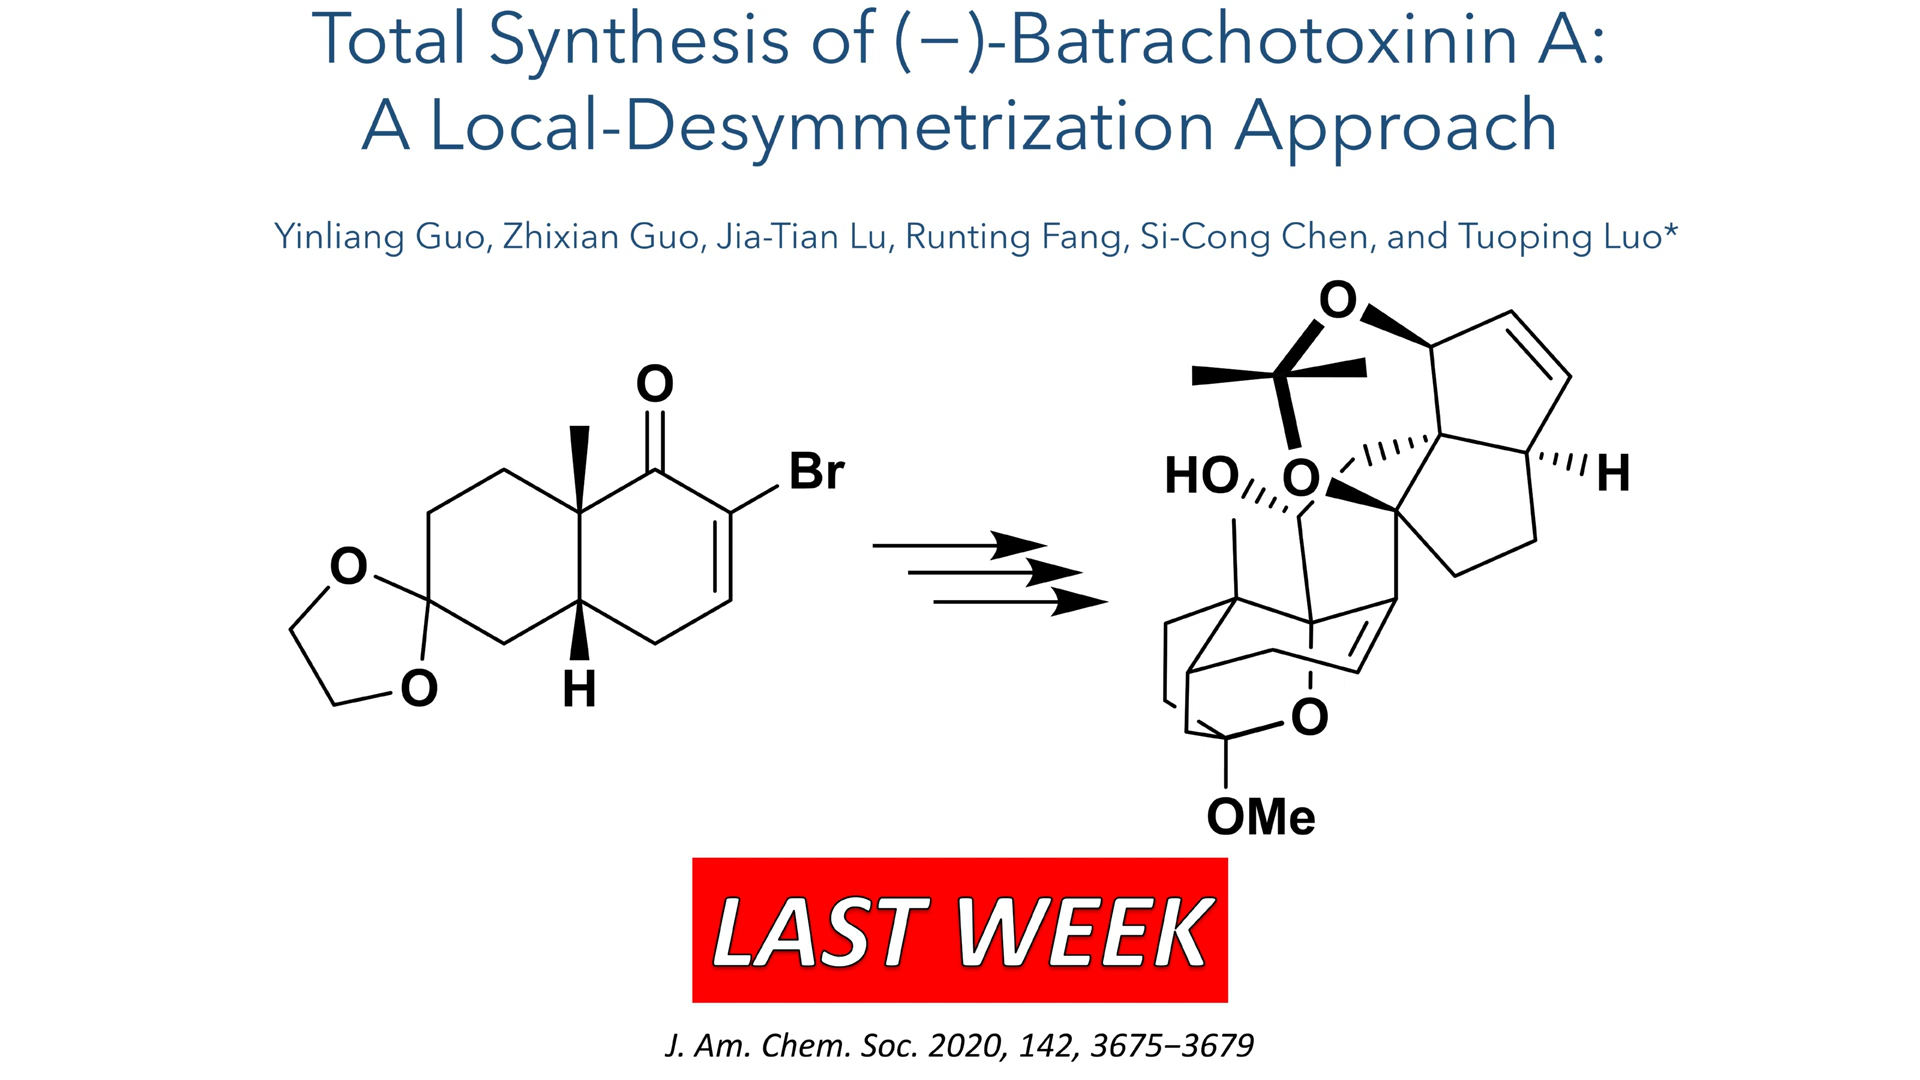 Total Synthesis of (−)-Batrachotoxinin A:
A Local-Desymmetrization Approach
Yinliang Guo, Zhixian Guo, Jia-Tian Lu, Runting Fang, Si-Cong Chen, and Tuoping Luo*
O
Br
O
O
H
O
HO
O
H
O
OMe
LAST WEEK
J. Am. Chem. Soc. 2020, 142, 3675−3679